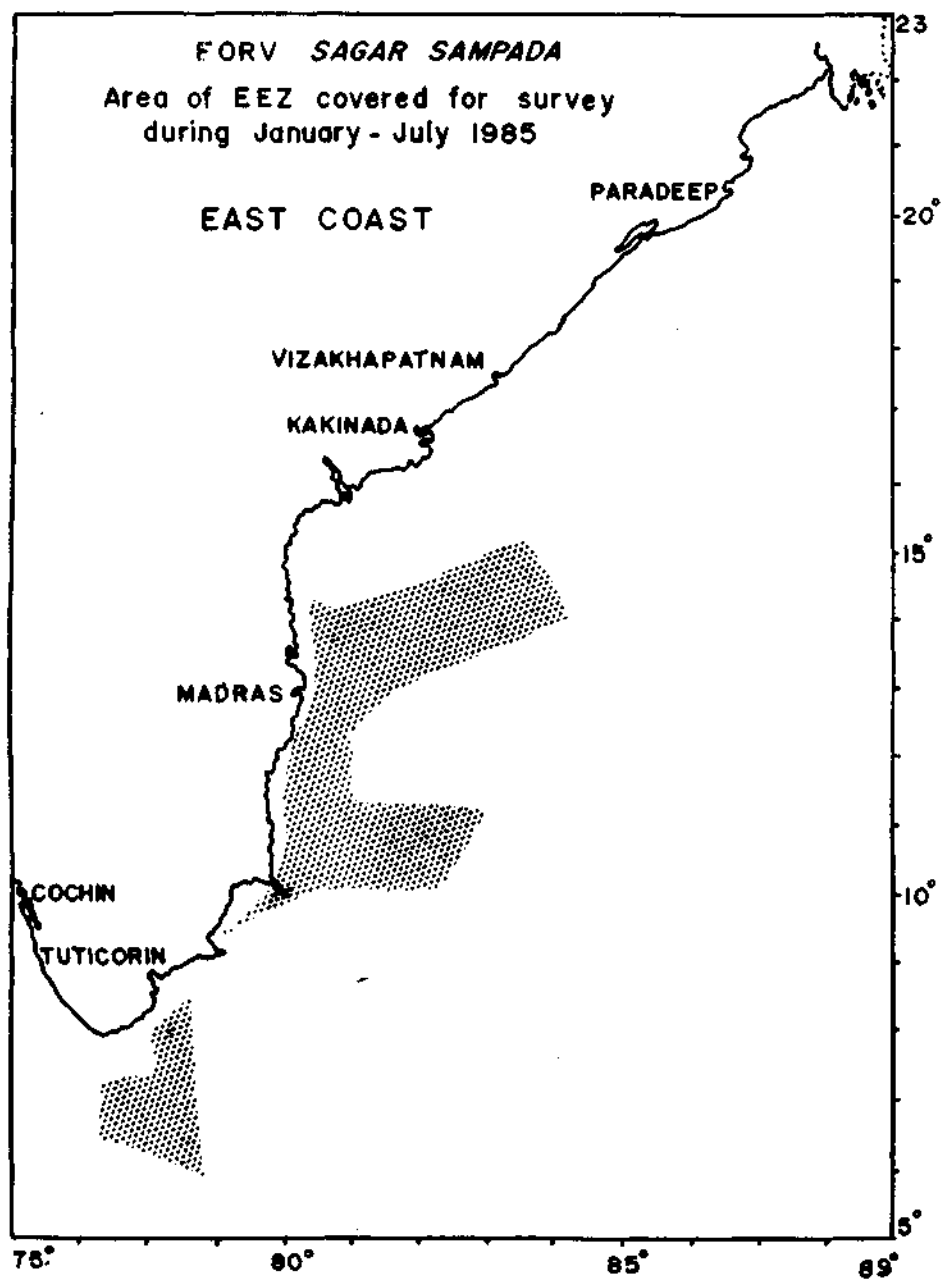 FORV SAGAR SAMPADA
Area of EEZ covered for survey
during January - July 1985
EAST COAST
23
PARADEEP
20°
VIZAKHAPATNAM
KAKINADA
15°
MADRAS
COCHIN
10°
TUTICORIN
5°
76° 80° 85° 89°